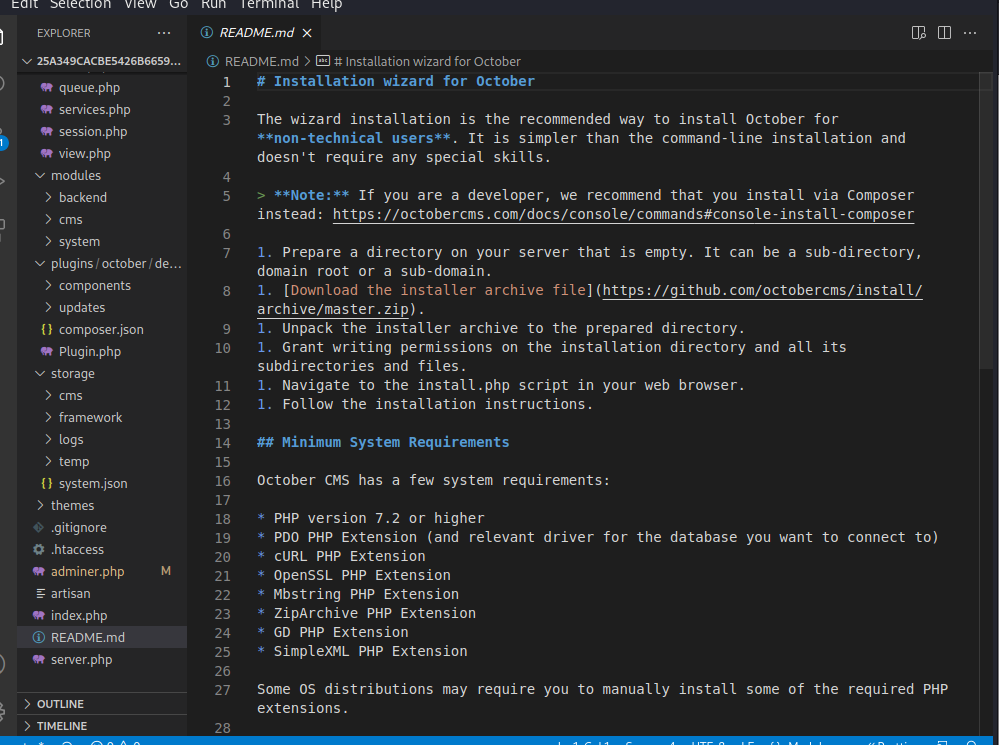 Edit Selection View Go Run Terminal Help
EXPLORER
25A349CACBE5426B6659...
queue.php
services.php
session.php
view.php
modules
backend
cms
system
plugins / october / de...
components
updates
{} composer.json
Plugin.php
storage
cms
framework
logs
temp
{} system.json
themes
.gitignore
.htaccess
adminer.php M
artisan
index.php
README.md
server.php
OUTLINE
TIMELINE
1
README.md
README.md > # Installation wizard for October
1 # Installation wizard for October
2
3 The wizard installation is the recommended way to install October for
**non-technical users**. It is simpler than the command-line installation and
doesn't require any special skills.
4
5 > **Note:** If you are a developer, we recommend that you install via Composer
instead: https://octobercms.com/docs/console/commands#console-install-composer
6
7 1. Prepare a directory on your server that is empty. It can be a sub-directory,
domain root or a sub-domain.
8 1. [Download the installer archive file](https://github.com/octobercms/install/
archive/master.zip).
9 1. Unpack the installer archive to the prepared directory.
10 1. Grant writing permissions on the installation directory and all its
subdirectories and files.
11 1. Navigate to the install.php script in your web browser.
12 1. Follow the installation instructions.
13
14 ## Minimum System Requirements
15
16 October CMS has a few system requirements:
17
18 * PHP version 7.2 or higher
19 * PDO PHP Extension (and relevant driver for the database you want to connect to)
20 * cURL PHP Extension
21 * OpenSSL PHP Extension
22 * Mbstring PHP Extension
23 * ZipArchive PHP Extension
24 * GD PHP Extension
25 * SimpleXML PHP Extension
26
27 Some OS distributions may require you to manually install some of the required PHP
extensions.
28